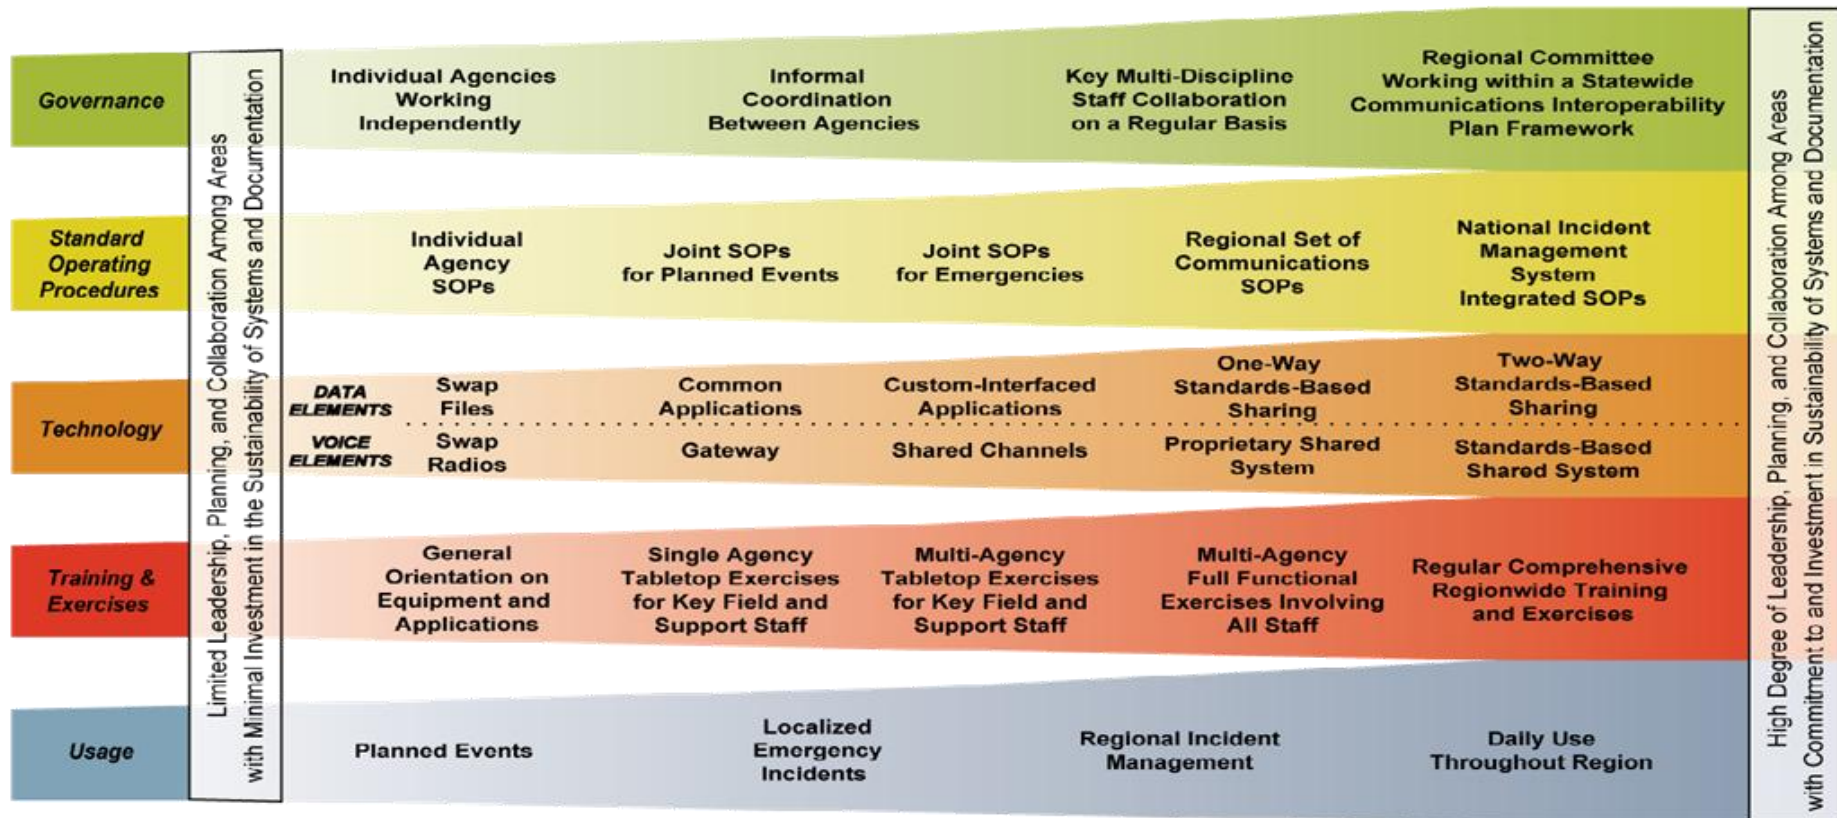 Governance
Limited Leadership, Planning, and Collaboration Among Areas
with Minimal Investment in the Sustainability of Systems and Documentation
Individual Agencies
Working
Independently
Informal
Coordination
Between Agencies
Key Multi-Discipline
Staff Collaboration
on a Regular Basis
Regional Committee
Working within a Statewide
Communications Interoperability
Plan Framework
High Degree of Leadership, Planning, and Collaboration Among Areas
with Commitment to and Investment in Sustainability of Systems and Documentation
Standard
Operating
Procedures
Individual
Agency
SOPs
Joint SOPs
for Planned Events
Joint SOPs
for Emergencies
Regional Set of
Communications
SOPs
National Incident
Management
System
Integrated SOPs
Technology
DATA
ELEMENTS
Swap
Files
Common
Applications
Custom-Interfaced
Applications
One-Way
Standards-Based
Sharing
Two-Way
Standards-Based
Sharing
VOICE
ELEMENTS
Swap
Radios
Gateway
Shared Channels
Proprietary Shared
System
Standards-Based
Shared System
Training &
Exercises
General
Orientation on
Equipment and
Applications
Single Agency
Tabletop Exercises
for Key Field and
Support Staff
Multi-Agency
Tabletop Exercises
for Key Field and
Support Staff
Multi-Agency
Full Functional
Exercises Involving
All Staff
Regular Comprehensive
Regionwide Training
and Exercises
Usage
Planned Events
Localized
Emergency
Incidents
Regional Incident
Management
Daily Use
Throughout Region